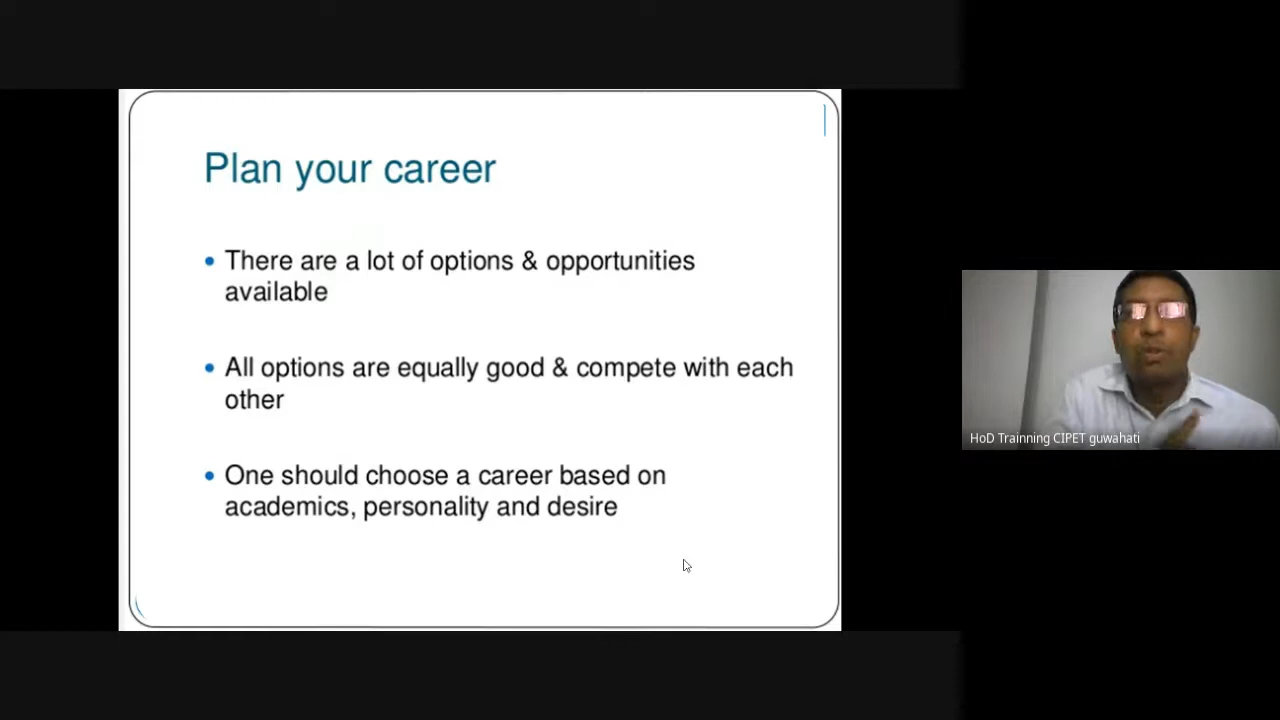 Plan your career
There are a lot of options & opportunities
available
All options are equally good & compete with each
other
One should choose a career based on
academics, personality and desire
HoD Trainning CIPET guwahati